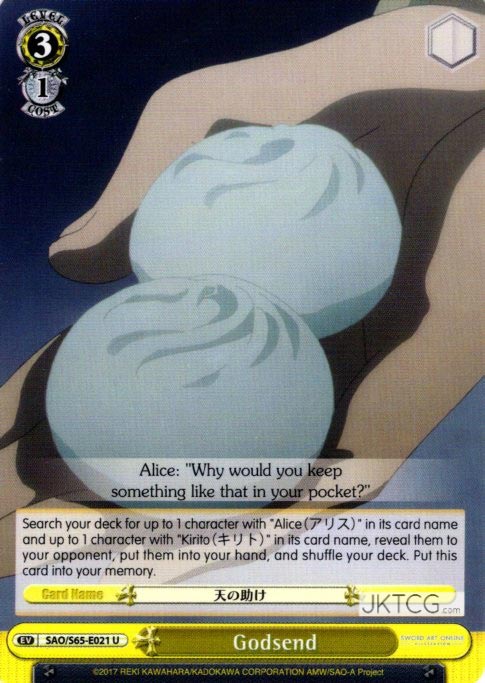 LEVEL
3
1
COST
Alice: "Why would you keep
something like that in your pocket?"
Search your deck for up to 1 character with "Alice(アリス)" in its card name
and up to 1 character with "Kirito(キリト)" in its card name, reveal them to
your opponent, put them into your hand, and shuffle your deck. Put this
card into your memory.
Card Name 天の助け
JKTCG.com
EV SAO/S65-E021 U Godsend SWORD ART ONLINE
©2017 REKI KAWAHARA/KADOKAWA CORPORATION AMW/SAO-A Project